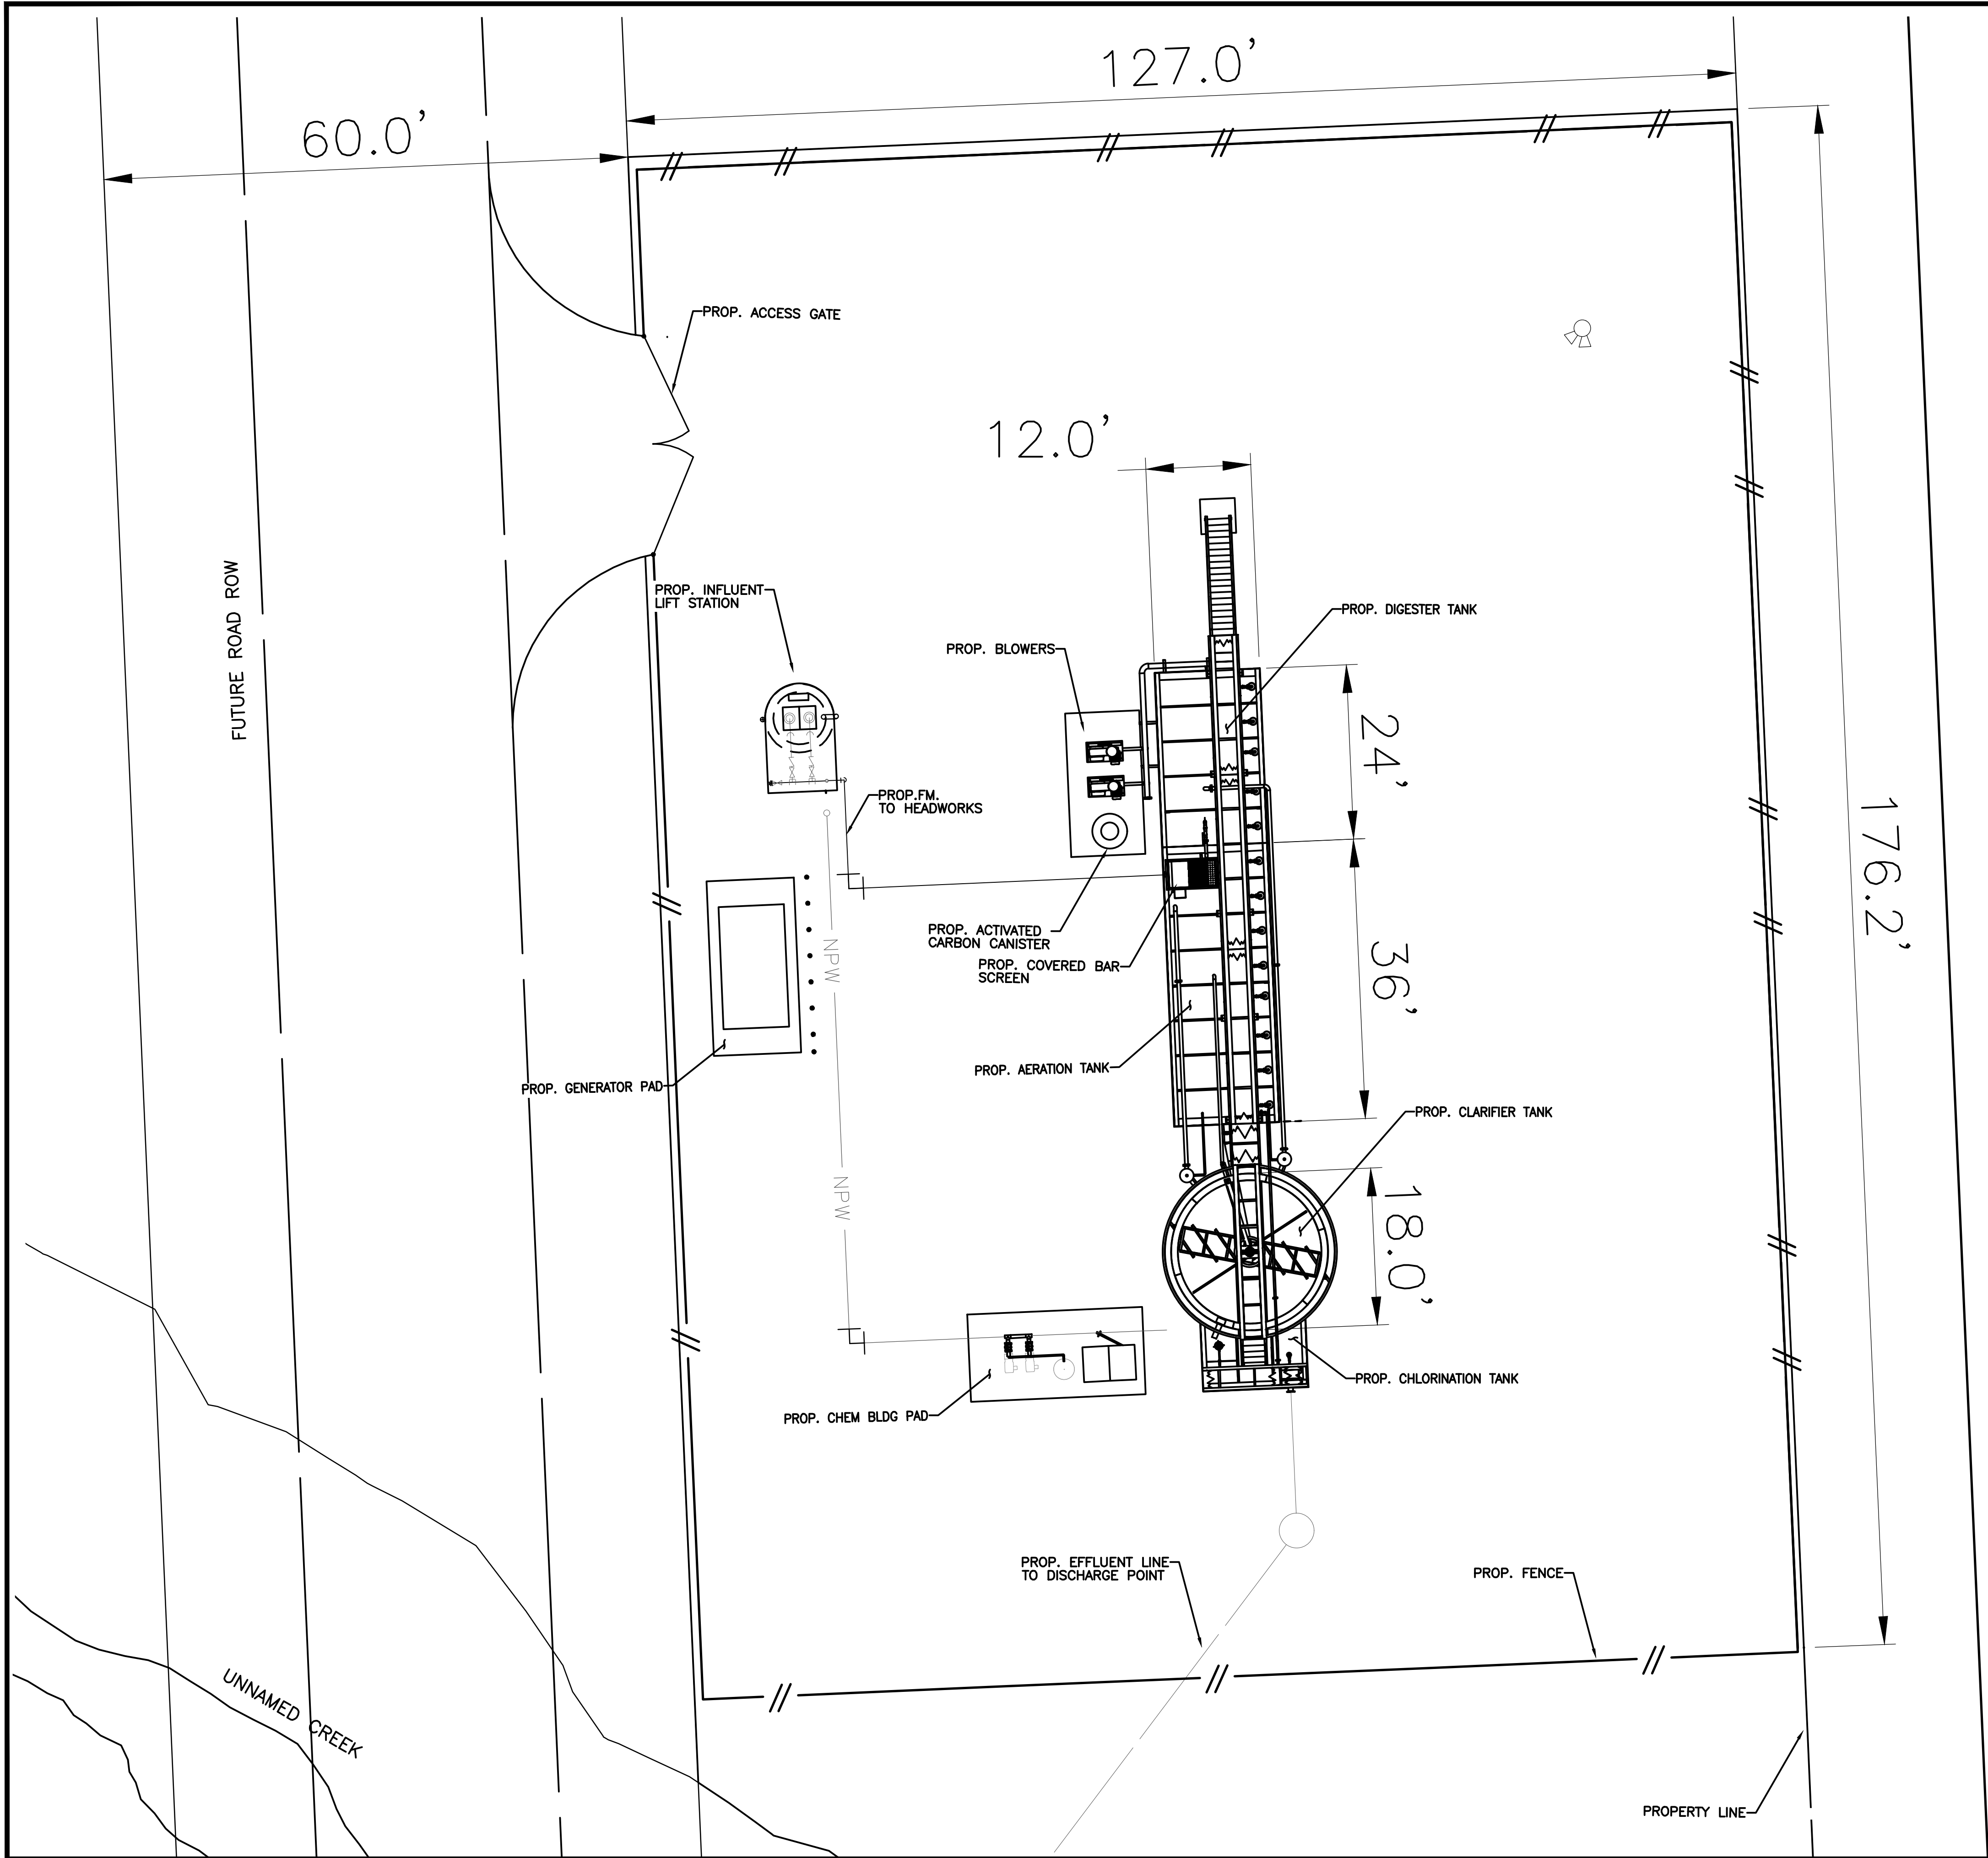 127.0'
60.0'
PROP. ACCESS GATE
12.0'
FUTURE ROAD ROW
PROP. INFLUENT
LIFT STATION
PROP. DIGESTER TANK
PROP. BLOWERS
24'
PROP.FM.
TO HEADWORKS
176.2'
PROP. ACTIVATED
CARBON CANISTER
NPW
PROP. COVERED BAR
SCREEN
36'
PROP. AERATION TANK
PROP. GENERATOR PAD
PROP. CLARIFIER TANK
NPW
18.0'
PROP. CHLORINATION TANK
PROP. CHEM BLDG PAD
PROP. EFFLUENT LINE
TO DISCHARGE POINT
PROP. FENCE
UNNAMED CREEK
PROPERTY LINE